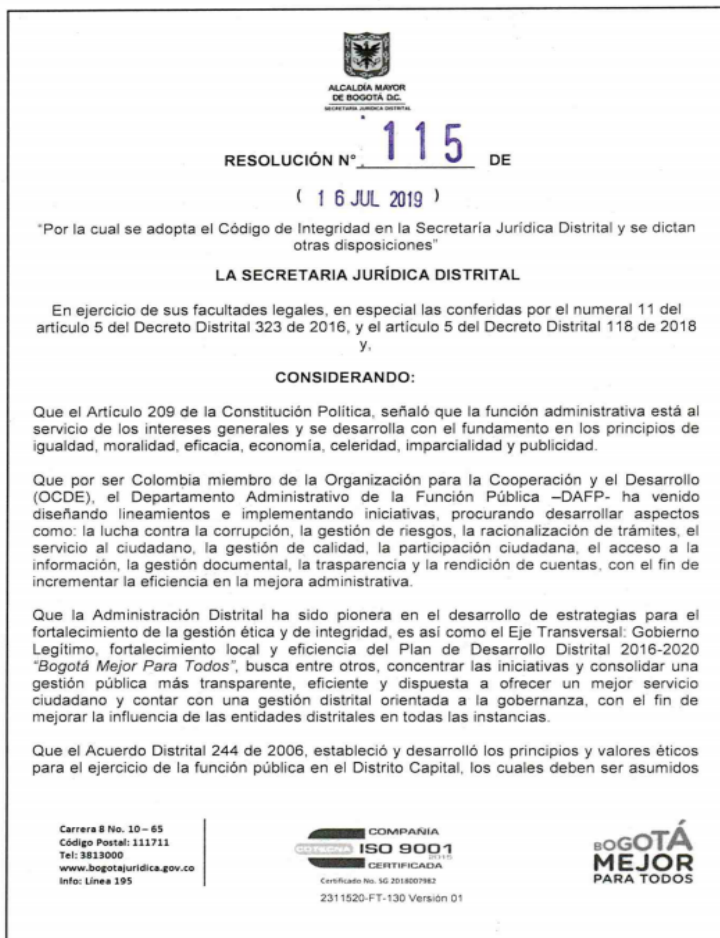 ALCALDÍA MAYOR
DE BOGOTÁ D.C.
SECRETARÍA JURÍDICA DISTRITAL
RESOLUCIÓN N°. 115 DE
( 16 JUL 2019 )
"Por la cual se adopta el Código de Integridad en la Secretaría Jurídica Distrital y se dictan
otras disposiciones"
LA SECRETARIA JURÍDICA DISTRITAL
En ejercicio de sus facultades legales, en especial las conferidas por el numeral 11 del
artículo 5 del Decreto Distrital 323 de 2016, y el artículo 5 del Decreto Distrital 118 de 2018
y,
CONSIDERANDO:
Que el Artículo 209 de la Constitución Política, señaló que la función administrativa está al
servicio de los intereses generales y se desarrolla con el fundamento en los principios de
igualdad, moralidad, eficacia, economía, celeridad, imparcialidad y publicidad.
Que por ser Colombia miembro de la Organización para la Cooperación y el Desarrollo
(OCDE), el Departamento Administrativo de la Función Pública –DAFP- ha venido
diseñando lineamientos e implementando iniciativas, procurando desarrollar aspectos
como: la lucha contra la corrupción, la gestión de riesgos, la racionalización de trámites, el
servicio al ciudadano, la gestión de calidad, la participación ciudadana, el acceso a la
información, la gestión documental, la trasparencia y la rendición de cuentas, con el fin de
incrementar la eficiencia en la mejora administrativa.
Que la Administración Distrital ha sido pionera en el desarrollo de estrategias para el
fortalecimiento de la gestión ética y de integridad, es así como el Eje Transversal: Gobierno
Legítimo, fortalecimiento local y eficiencia del Plan de Desarrollo Distrital 2016-2020
"Bogotá Mejor Para Todos", busca entre otros, concentrar las iniciativas y consolidar una
gestión pública más transparente, eficiente y dispuesta a ofrecer un mejor servicio
ciudadano y contar con una gestión distrital orientada a la gobernanza, con el fin de
mejorar la influencia de las entidades distritales en todas las instancias.
Que el Acuerdo Distrital 244 de 2006, estableció y desarrolló los principios y valores éticos
para el ejercicio de la función pública en el Distrito Capital, los cuales deben ser asumidos
Carrera 8 No. 10 – 65
Código Postal: 111711
Tel: 3813000
www.bogotajuridica.gov.co
Info: Línea 195
COMPAÑIA
COTECNA ISO 9001
2015
CERTIFICADA
Certificado No. SG 2018007982
2311520-FT-130 Versión 01
BOGOTÁ
MEJOR
PARA TODOS